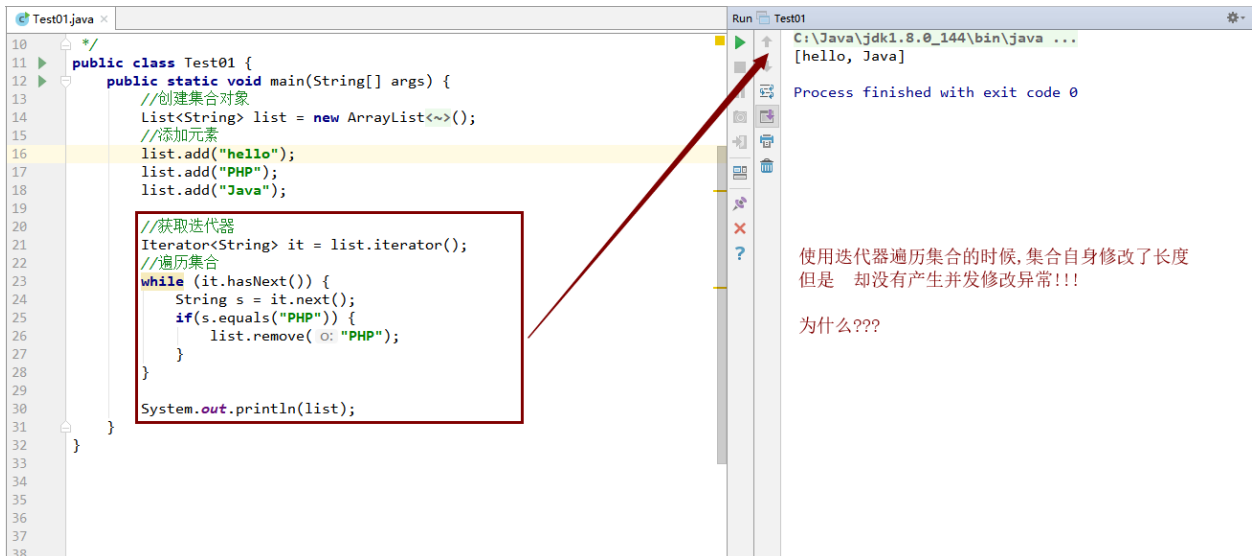 Test01.java
Run Test01
10 */
11 public class Test01 {
12 public static void main(String[] args) {
13 //创建集合对象
14 List<String> list = new ArrayList<~>();
15 //添加元素
16 list.add("hello");
17 list.add("PHP");
18 list.add("Java");
19
20 //获取迭代器
21 Iterator<String> it = list.iterator();
22 //遍历集合
23 while (it.hasNext()) {
24 String s = it.next();
25 if(s.equals("PHP")) {
26 list.remove( o: "PHP");
27 }
28 }
29
30 System.out.println(list);
31 }
32 }
33
34
35
36
37
38
C:\Java\jdk1.8.0_144\bin\java ...
[hello, Java]
Process finished with exit code 0
使用迭代器遍历集合的时候,集合自身修改了长度
但是 却没有产生并发修改异常!!!
为什么???